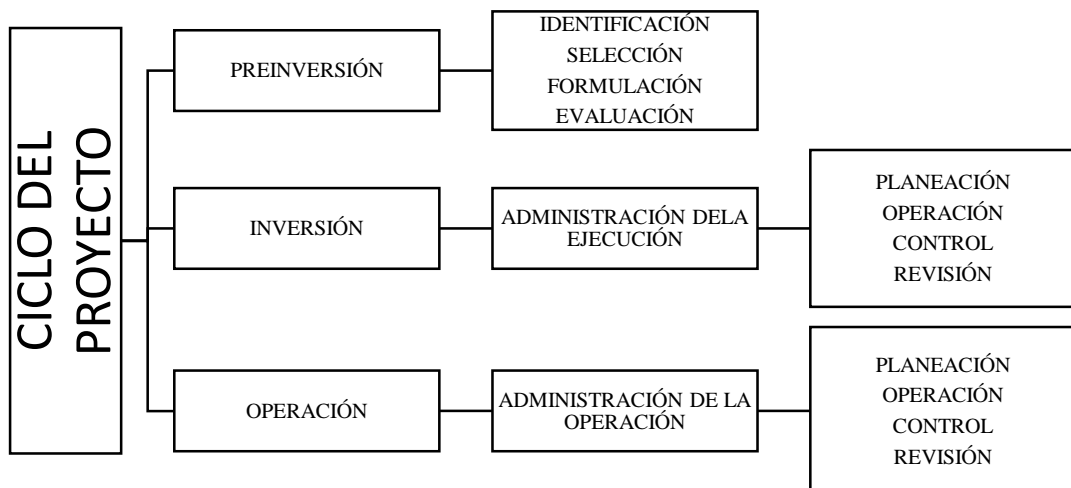 CICLO DEL
PROYECTO
PREINVERSIÓN
IDENTIFICACIÓN
SELECCIÓN
FORMULACIÓN
EVALUACIÓN
INVERSIÓN
ADMINISTRACIÓN DELA
EJECUCIÓN
PLANEACIÓN
OPERACIÓN
CONTROL
REVISIÓN
OPERACIÓN
ADMINISTRACIÓN DE LA
OPERACIÓN
PLANEACIÓN
OPERACIÓN
CONTROL
REVISIÓN